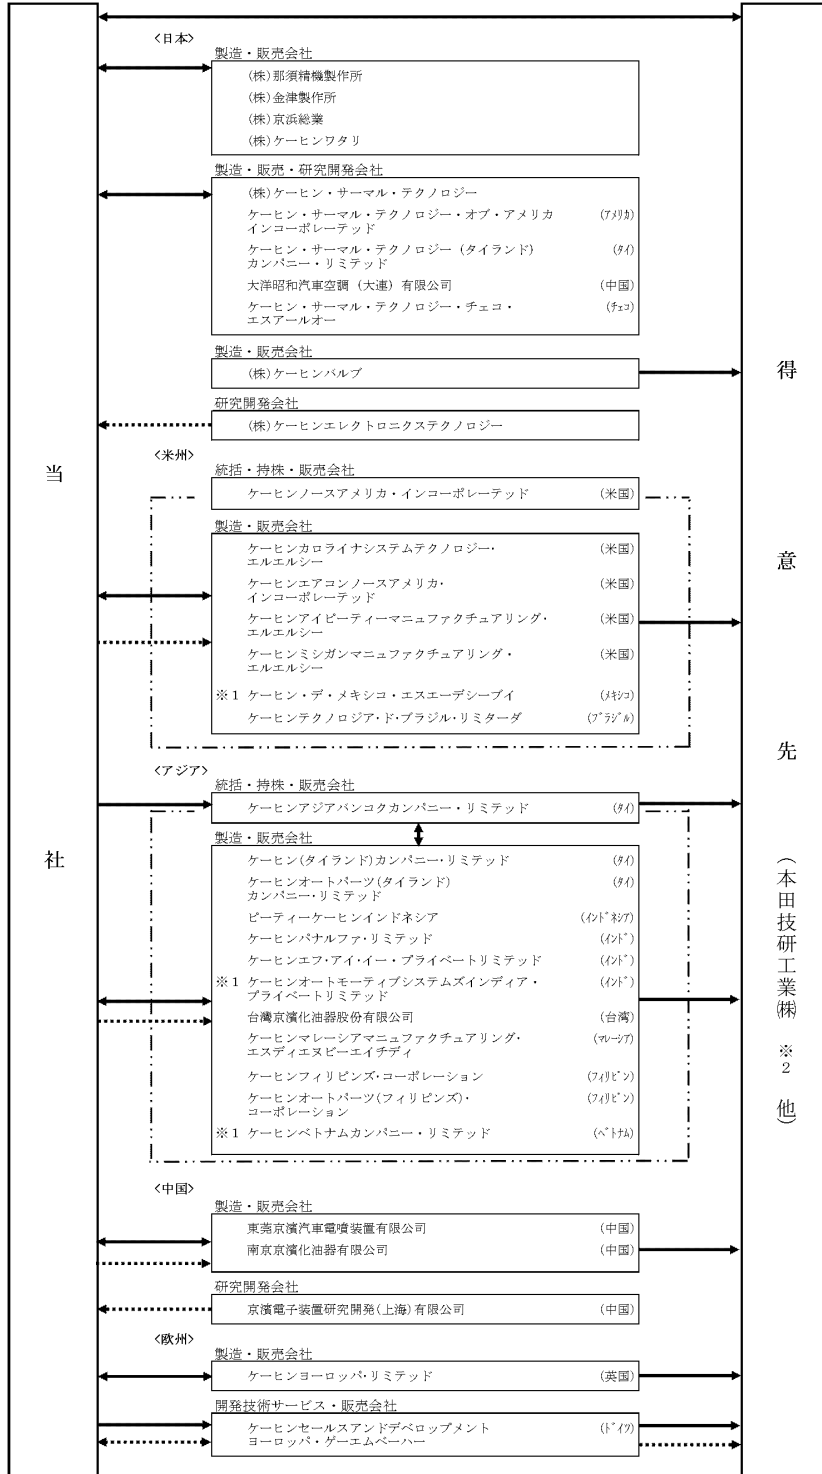 当社
〈日本〉
製造・販売会社
(株)那須精機製作所
(株)金津製作所
(株)京浜総業
(株)ケーヒンワタリ
製造・販売・研究開発会社
(株)ケーヒン・サーマル・テクノロジー
ケーヒン・サーマル・テクノロジー・オブ・アメリカ (アメリカ)
インコーポレーテッド
ケーヒン・サーマル・テクノロジー (タイランド) (タイ)
カンパニー・リミテッド
大洋昭和汽車空調 (大連) 有限公司 (中国)
ケーヒン・サーマル・テクノロジー・チェコ・ (チェコ)
エスアールオー
製造・販売会社
(株)ケーヒンバルブ
研究開発会社
(株)ケーヒンエレクトロニクステクノロジー
〈米州〉
統括・持株・販売会社
ケーヒンノースアメリカ・インコーポレーテッド (米国)
製造・販売会社
ケーヒンカロライナシステムテクノロジー・ (米国)
エルエルシー
ケーヒンエアコンノースアメリカ・ (米国)
インコーポレーテッド
ケーヒンアイピーティーマニュファクチュアリング・ (米国)
エルエルシー
ケーヒンミシガンマニュファクチュアリング・ (米国)
エルエルシー
※1 ケーヒン・デ・メキシコ・エスエーデシーブイ (メキシコ)
ケーヒンテクノロジア・ド・ブラジル・リミターダ (ブラジル)
〈アジア〉
統括・持株・販売会社
ケーヒンアジアバンコクカンパニー・リミテッド (タイ)
製造・販売会社
ケーヒン(タイランド)カンパニー・リミテッド (タイ)
ケーヒンオートパーツ(タイランド) (タイ)
カンパニー・リミテッド
ピーティーケーヒンインドネシア (インドネシア)
ケーヒンパナルファ・リミテッド (インド)
ケーヒンエフ・アイ・イー・プライベートリミテッド (インド)
※1 ケーヒンオートモーティブシステムズインディア・ (インド)
プライベートリミテッド
台灣京濱化油器股份有限公司 (台湾)
ケーヒンマレーシアマニュファクチュアリング・ (マレーシア)
エスディエヌビーエイチディ
ケーヒンフィリピンズ・コーポレーション (フィリピン)
ケーヒンオートパーツ(フィリピンズ)・ (フィリピン)
コーポレーション
※1 ケーヒンベトナムカンパニー・リミテッド (ベトナム)
〈中国〉
製造・販売会社
東莞京濱汽車電噴装置有限公司 (中国)
南京京濱化油器有限公司 (中国)
研究開発会社
京濱電子装置研究開発(上海)有限公司 (中国)
〈欧州〉
製造・販売会社
ケーヒンヨーロッパ・リミテッド (英国)
開発技術サービス・販売会社
ケーヒンセールスアンドデベロップメント (ドイツ)
ヨーロッパ・ゲーエムベーハー
得意先(本田技研工業㈱ ※2 他)